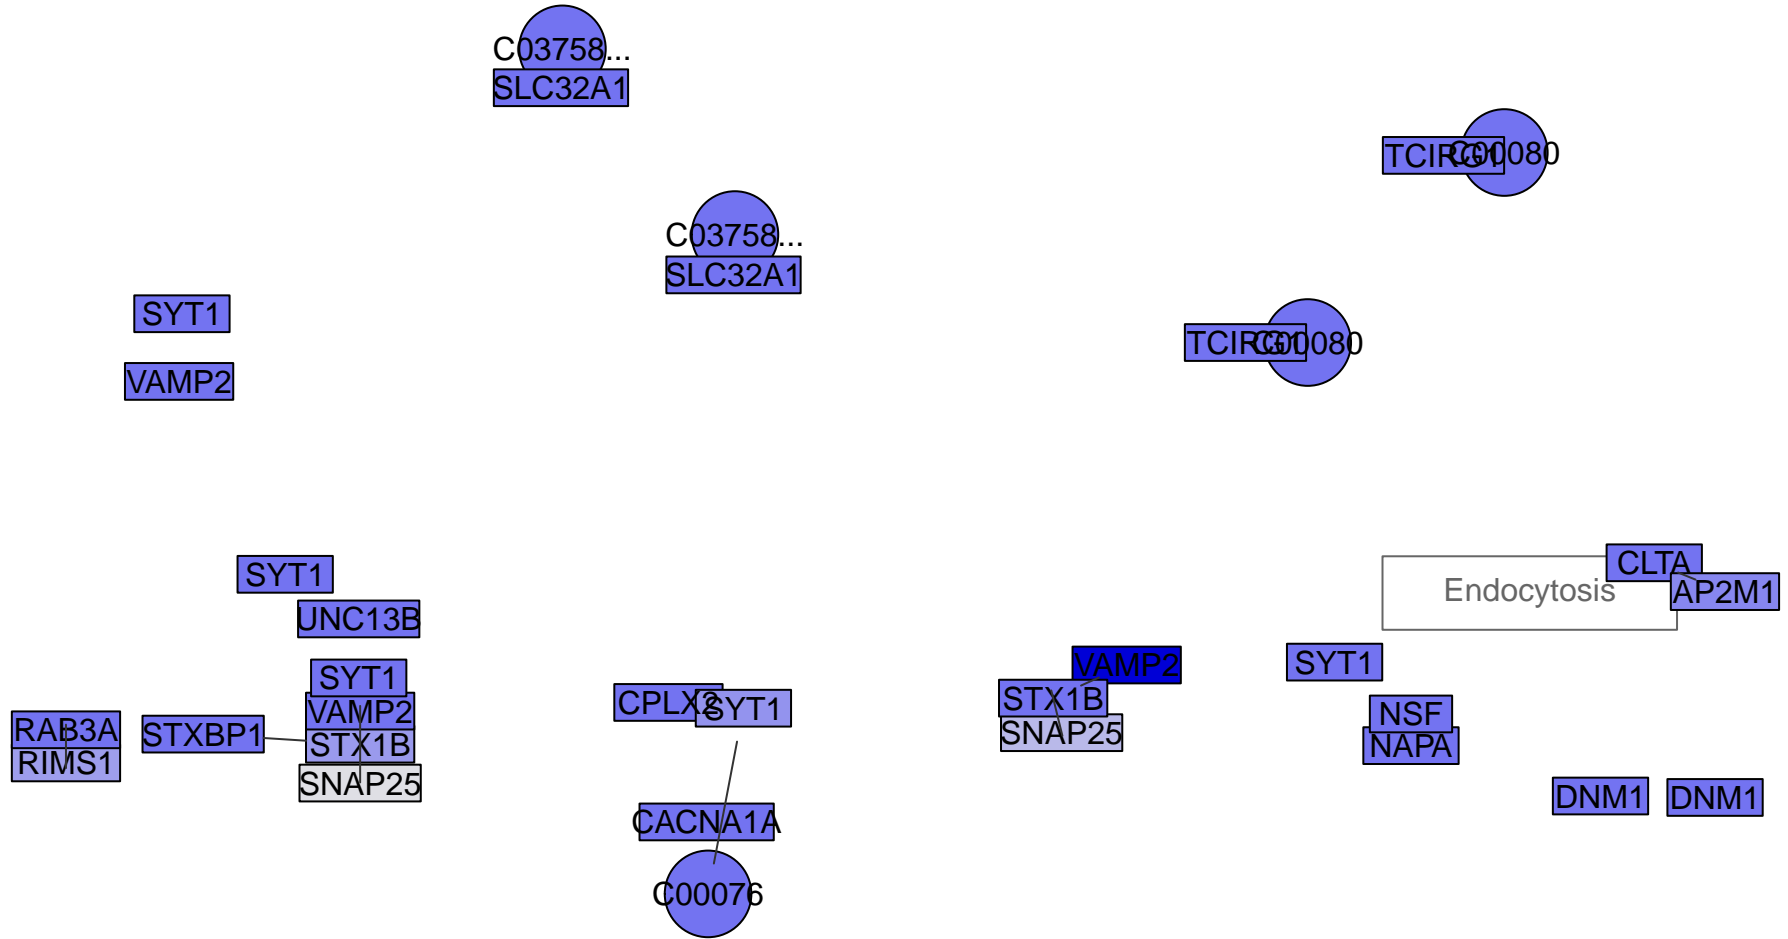 C03758...
SLC32A1
TCIRG1
C00080
C03758...
SLC32A1
SYT1
TCIRG1
C00080
VAMP2
CLTA
SYT1
Endocytosis
AP2M1
UNC13B
SYT1
VAMP2
SYT1
CPLX2
SYT1
STX1B
VAMP2
NSF
RAB3A
STXBP1
STX1B
SNAP25
NAPA
RIMS1
SNAP25
DNM1
DNM1
CACNA1A
C00076